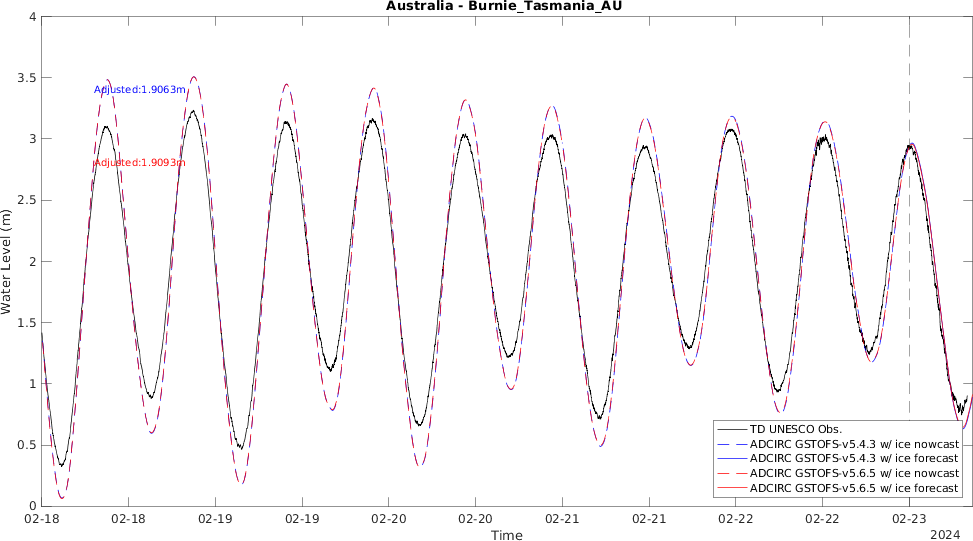 Australia - Burnie_Tasmania_AU
4
3.5
3
2.5
2
1.5
1
0.5
0
Water Level (m)
Adjusted:1.9063m
Adjusted:1.9093m
TD UNESCO Obs.
ADCIRC GSTOFS-v5.4.3 w/ ice nowcast
ADCIRC GSTOFS-v5.4.3 w/ ice forecast
ADCIRC GSTOFS-v5.6.5 w/ ice nowcast
ADCIRC GSTOFS-v5.6.5 w/ ice forecast
02-18 02-18 02-19 02-19 02-20 02-20 02-21 02-21 02-22 02-22 02-23
Time
2024